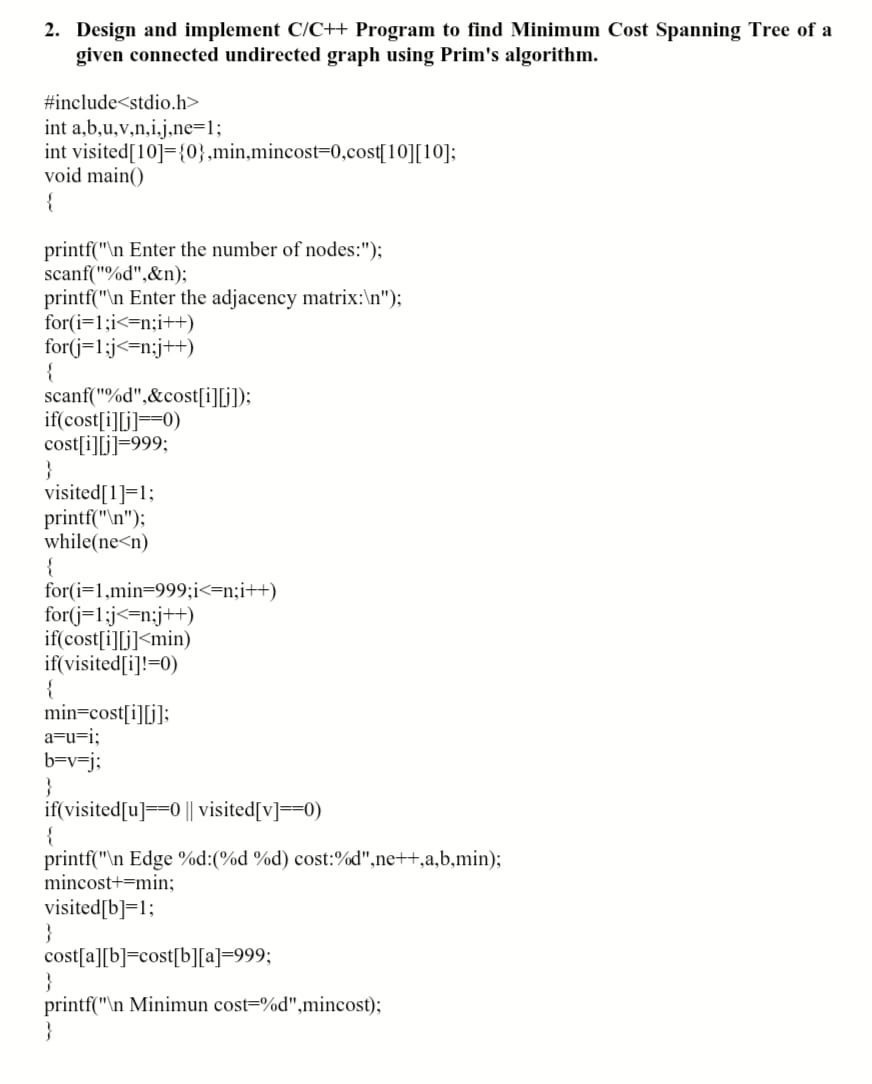 2. Design and implement C/C++ Program to find Minimum Cost Spanning Tree of a
given connected undirected graph using Prim's algorithm.
#include<stdio.h>
int a,b,u,v,n,i,j,ne=1;
int visited[10]={0},min,mincost=0,cost[10][10];
void main()
{
printf("\n Enter the number of nodes:");
scanf("%d",&n);
printf("\n Enter the adjacency matrix:\n");
for(i=1;i<=n;i++)
for(j=1;j<=n;j++)
{
scanf("%d",&cost[i][j]);
if(cost[i][j]==0)
cost[i][j]=999;
}
visited[1]=1;
printf("\n");
while(ne<n)
{
for(i=1,min=999;i<=n;i++)
for(j=1;j<=n;j++)
if(cost[i][j]<min)
if(visited[i]!=0)
{
min=cost[i][j];
a=u=i;
b=v=j;
}
if(visited[u]==0 || visited[v]==0)
{
printf("\n Edge %d:(%d %d) cost:%d",ne++,a,b,min);
mincost+=min;
visited[b]=1;
}
cost[a][b]=cost[b][a]=999;
}
printf("\n Minimun cost=%d",mincost);
}